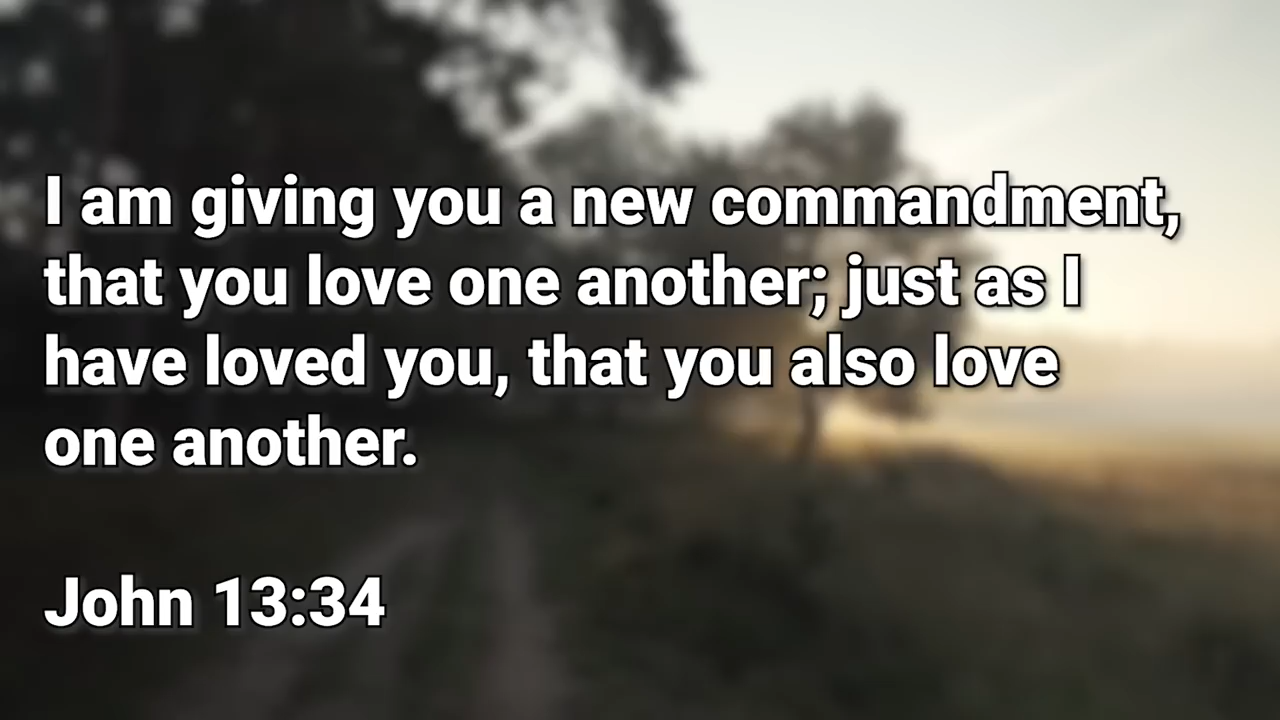 I am giving you a new commandment,
that you love one another; just as I
have loved you, that you also love
one another.
John 13:34